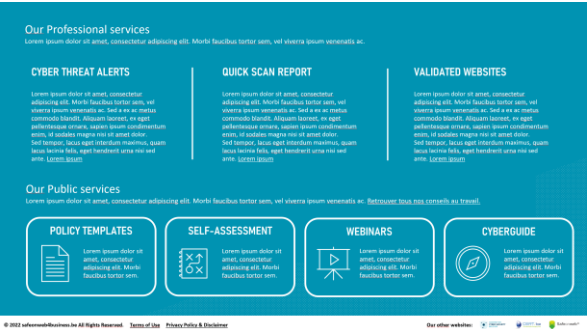 Our Professional services
Lorem ipsum dolor sit amet, consectetur adipiscing elit. Morbi faucibus tortor sem, vel viverra ipsum venenatis ac.
CYBER THREAT ALERTS
Lorem ipsum dolor sit amet, consectetur
adipiscing elit. Morbi faucibus tortor sem, vel
viverra ipsum venenatis ac. Sed a ex ac metus
commodo blandit. Aliquam laoreet, ex eget
pellentesque ornare, sapien ipsum condimentum
enim, id sodales magna nisi sit amet dolor.
Sed tempor, lacus eget interdum maximus, quam
lacus lacinia felis, eget hendrerit urna nisi sed
ante. Lorem ipsum
QUICK SCAN REPORT
Lorem ipsum dolor sit amet, consectetur
adipiscing elit. Morbi faucibus tortor sem, vel
viverra ipsum venenatis ac. Sed a ex ac metus
commodo blandit. Aliquam laoreet, ex eget
pellentesque ornare, sapien ipsum condimentum
enim, id sodales magna nisi sit amet dolor.
Sed tempor, lacus eget interdum maximus, quam
lacus lacinia felis, eget hendrerit urna nisi sed
ante. Lorem ipsum
VALIDATED WEBSITES
Lorem ipsum dolor sit amet, consectetur
adipiscing elit. Morbi faucibus tortor sem, vel
viverra ipsum venenatis ac. Sed a ex ac metus
commodo blandit. Aliquam laoreet, ex eget
pellentesque ornare, sapien ipsum condimentum
enim, id sodales magna nisi sit amet dolor.
Sed tempor, lacus eget interdum maximus, quam
lacus lacinia felis, eget hendrerit urna nisi sed
ante. Lorem ipsum
Our Public services
Lorem ipsum dolor sit amet, consectetur adipiscing elit. Morbi faucibus tortor sem, vel viverra ipsum venenatis ac. Retrouver tous nos conseils au travail.
POLICY TEMPLATES
Lorem ipsum dolor sit
amet, consectetur
adipiscing elit. Morbi
faucibus tortor sem.
SELF-ASSESSMENT
Lorem ipsum dolor sit
amet, consectetur
adipiscing elit. Morbi
faucibus tortor sem.
WEBINARS
Lorem ipsum dolor sit
amet, consectetur
adipiscing elit. Morbi
faucibus tortor sem.
CYBERGUIDE
Lorem ipsum dolor sit
amet, consectetur
adipiscing elit. Morbi
faucibus tortor sem.
© 2022 safeonweb4business.be All Rights Reserved. Terms of Use Privacy Policy & Disclaimer
Our other websites: